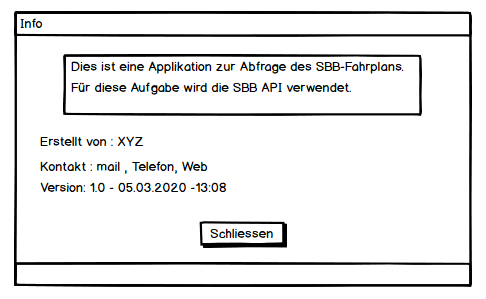 Info
Dies ist eine Applikation zur Abfrage des SBB-Fahrplans.
Für diese Aufgabe wird die SBB API verwendet.
Erstellt von : XYZ
Kontakt : mail , Telefon, Web
Version: 1.0 - 05.03.2020 -13:08
Schliessen